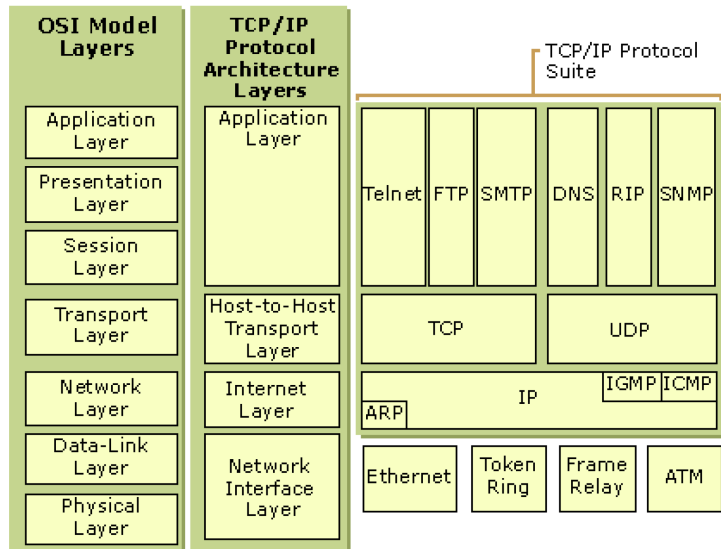 OSI Model
Layers
TCP/IP
Protocol
Architecture
Layers
TCP/IP Protocol
Suite
Application
Layer
Presentation
Layer
Session
Layer
Transport
Layer
Network
Layer
Data-Link
Layer
Physical
Layer
Application
Layer
Host-to-Host
Transport
Layer
Internet
Layer
Network
Interface
Layer
Telnet
FTP
SMTP
DNS
RIP
SNMP
TCP
UDP
IP
IGMP
ICMP
ARP
Ethernet
Token
Ring
Frame
Relay
ATM